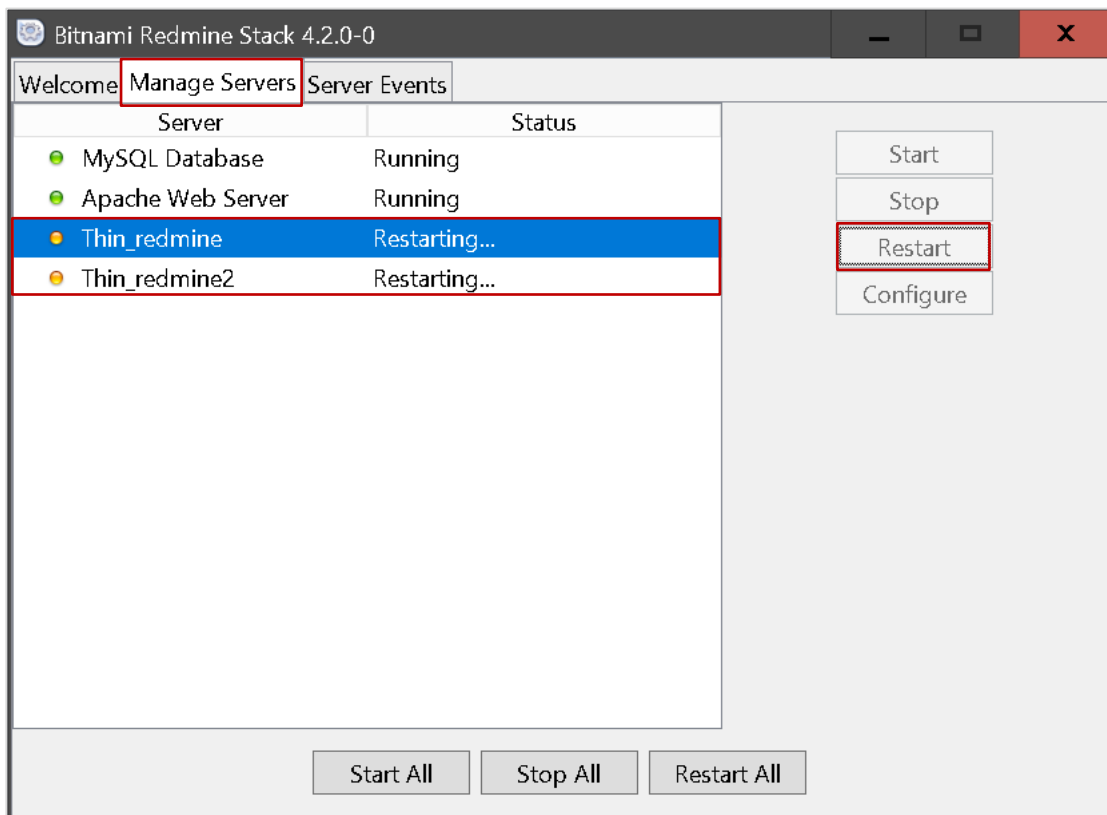 Bitnami Redmine Stack 4.2.0-0
Welcome Manage Servers Server Events
Server Status
MySQL Database Running
Apache Web Server Running
Thin_redmine Restarting...
Thin_redmine2 Restarting...
Start
Stop
Restart
Configure
Start All Stop All Restart All